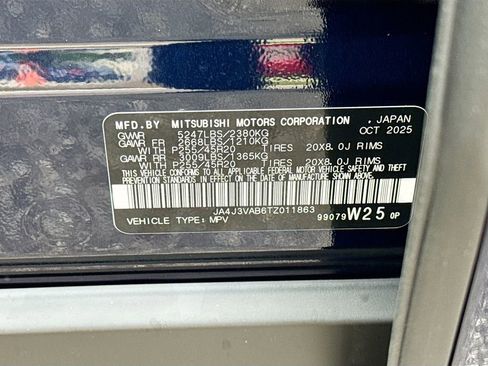 MFD.BY MITSUBISHI MOTORS CORPORATION , JAPAN
GVWR 5247LBS/2380KG OCT 2025
GAWR FR 2668LBS/1210KG
WITH P255/45R20 TIRES 20X8.0J RIMS
GAWR RR 3009LBS/1365KG
WITH P255/45R20 TIRES 20X8.0J RIMS
THIS VEHICLE CONFORMS TO ALL APPLICABLE
FEDERAL MOTOR VEHICLE SAFETY AND THEFT
PREVENTION STANDARDS IN EFFECT ON THE
DATE OF MANUFACTURE SHOWN ABOVE.
JA4J3VAB6TZ011863
VEHICLE TYPE: MPV 99079 W25 0P